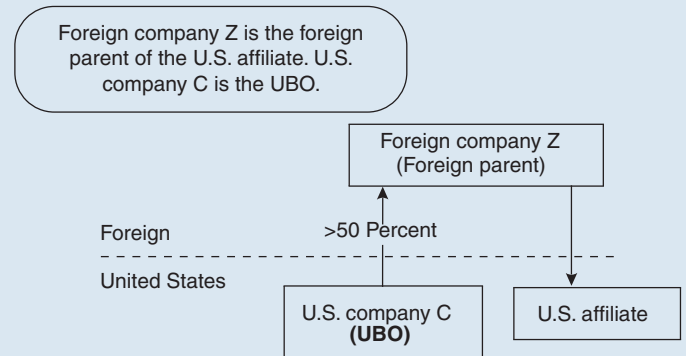 Foreign company Z is the foreign
parent of the U.S. affiliate. U.S.
company C is the UBO.
Foreign company Z
(Foreign parent)
Foreign
>50 Percent
United States
U.S. company C
(UBO)
U.S. affiliate